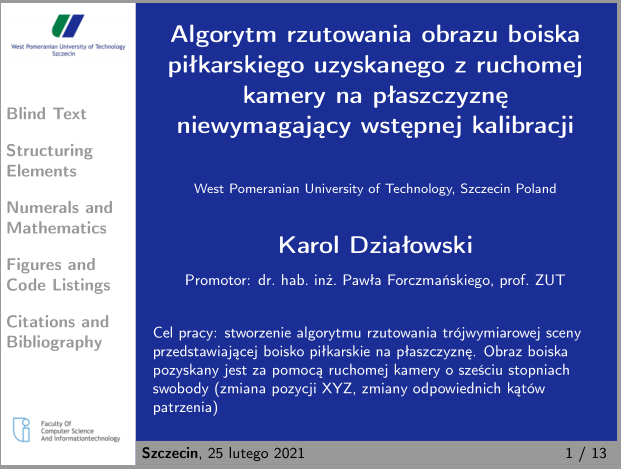 West Pomeranian University of Technology
Szczecin
Blind Text
Structuring
Elements
Numerals and
Mathematics
Figures and
Code Listings
Citations and
Bibliography
Faculty Of
Computer Science
And Informationtechnology
Algorytm rzutowania obrazu boiska
piłkarskiego uzyskanego z ruchomej
kamery na płaszczyznę
niewymagający wstępnej kalibracji
West Pomeranian University of Technology, Szczecin Poland
Karol Działowski
Promotor: dr. hab. inż. Pawła Forczmańskiego, prof. ZUT
Cel pracy: stworzenie algorytmu rzutowania trójwymiarowej sceny
przedstawiającej boisko piłkarskie na płaszczyznę. Obraz boiska
pozyskany jest za pomocą ruchomej kamery o sześciu stopniach
swobody (zmiana pozycji XYZ, zmiany odpowiednich kątów
patrzenia)
Szczecin, 25 lutego 2021 1 / 13